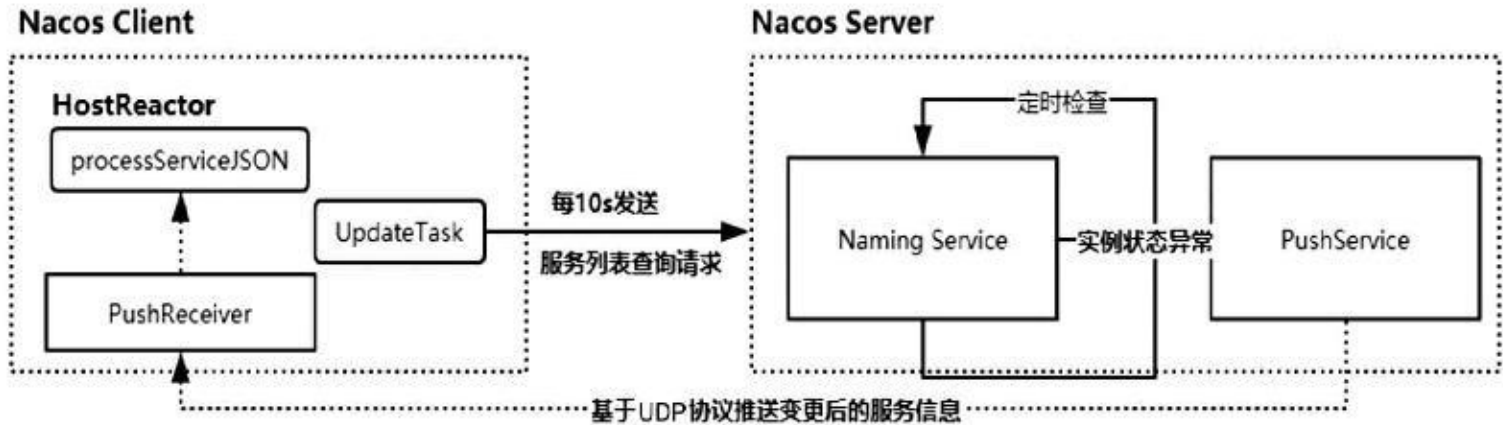 Nacos Client
HostReactor
processServiceJSON
UpdateTask
PushReceiver
每10s发送
服务列表查询请求
Nacos Server
定时检查
Naming Service
实例状态异常
PushService
基于UDP协议推送变更后的服务信息